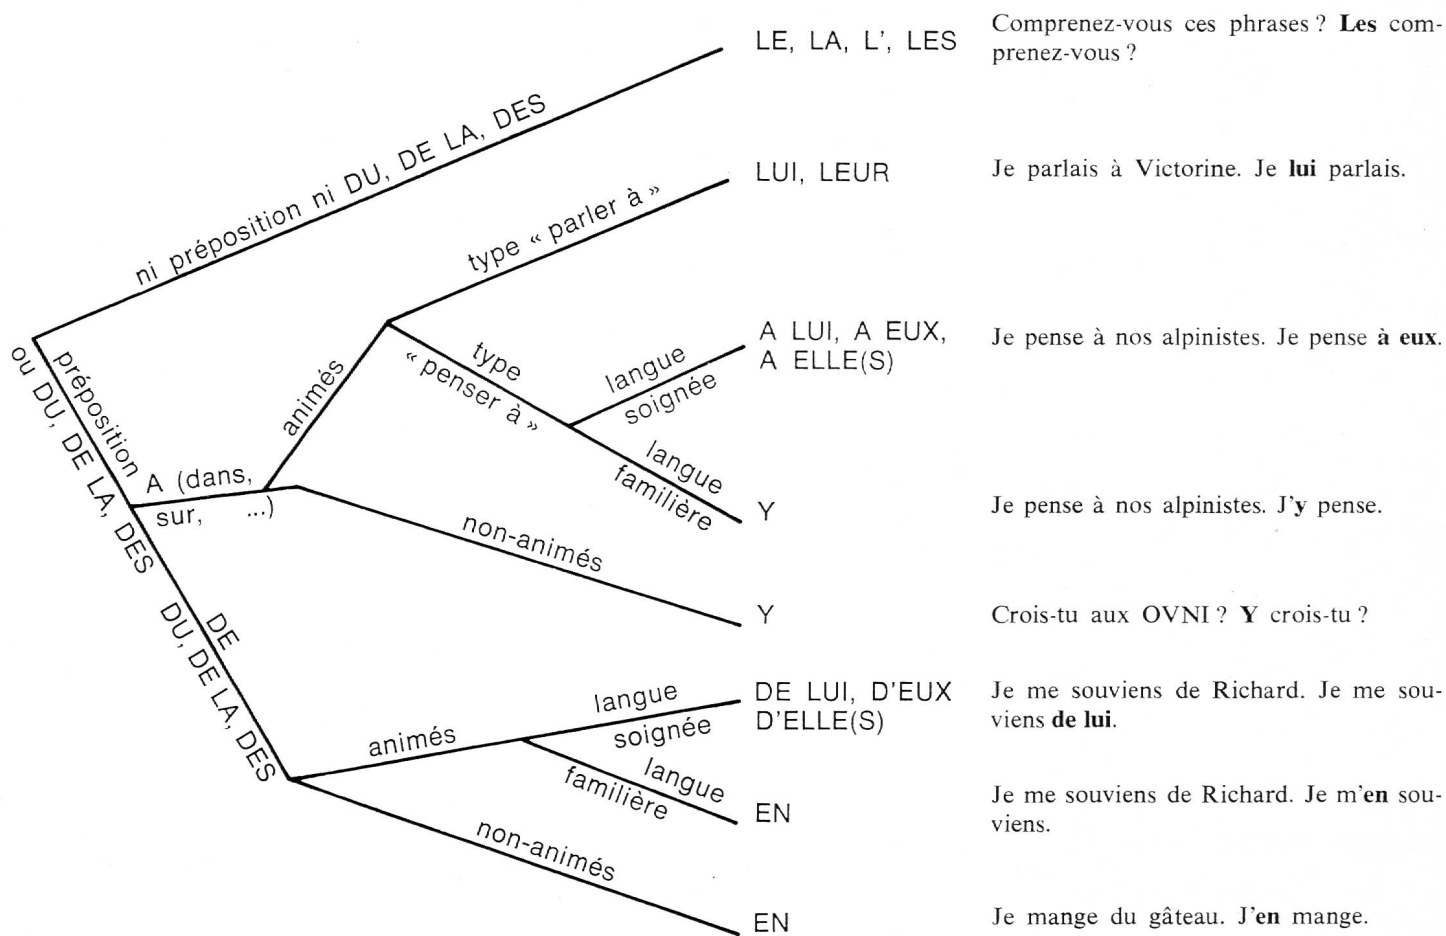 ni préposition ni DU, DE LA, DES
LE, LA, L', LES
Comprenez-vous ces phrases ? Les com-
prenez-vous ?
préposition
ou DU, DE LA, DES
A (dans,
sur, ...)
animés
type « parler à »
LUI, LEUR
Je parlais à Victorine. Je lui parlais.
type
« penser à »
langue
soignée
A LUI, A EUX,
A ELLE(S)
Je pense à nos alpinistes. Je pense à eux.
langue
familière
Y
Je pense à nos alpinistes. J'y pense.
non-animés
Y
Crois-tu aux OVNI ? Y crois-tu ?
DE
DU, DE LA, DES
animés
langue
soignée
DE LUI, D'EUX
D'ELLE(S)
Je me souviens de Richard. Je me sou-
viens de lui.
langue
familière
EN
Je me souviens de Richard. Je m'en sou-
viens.
non-animés
EN
Je mange du gâteau. J'en mange.